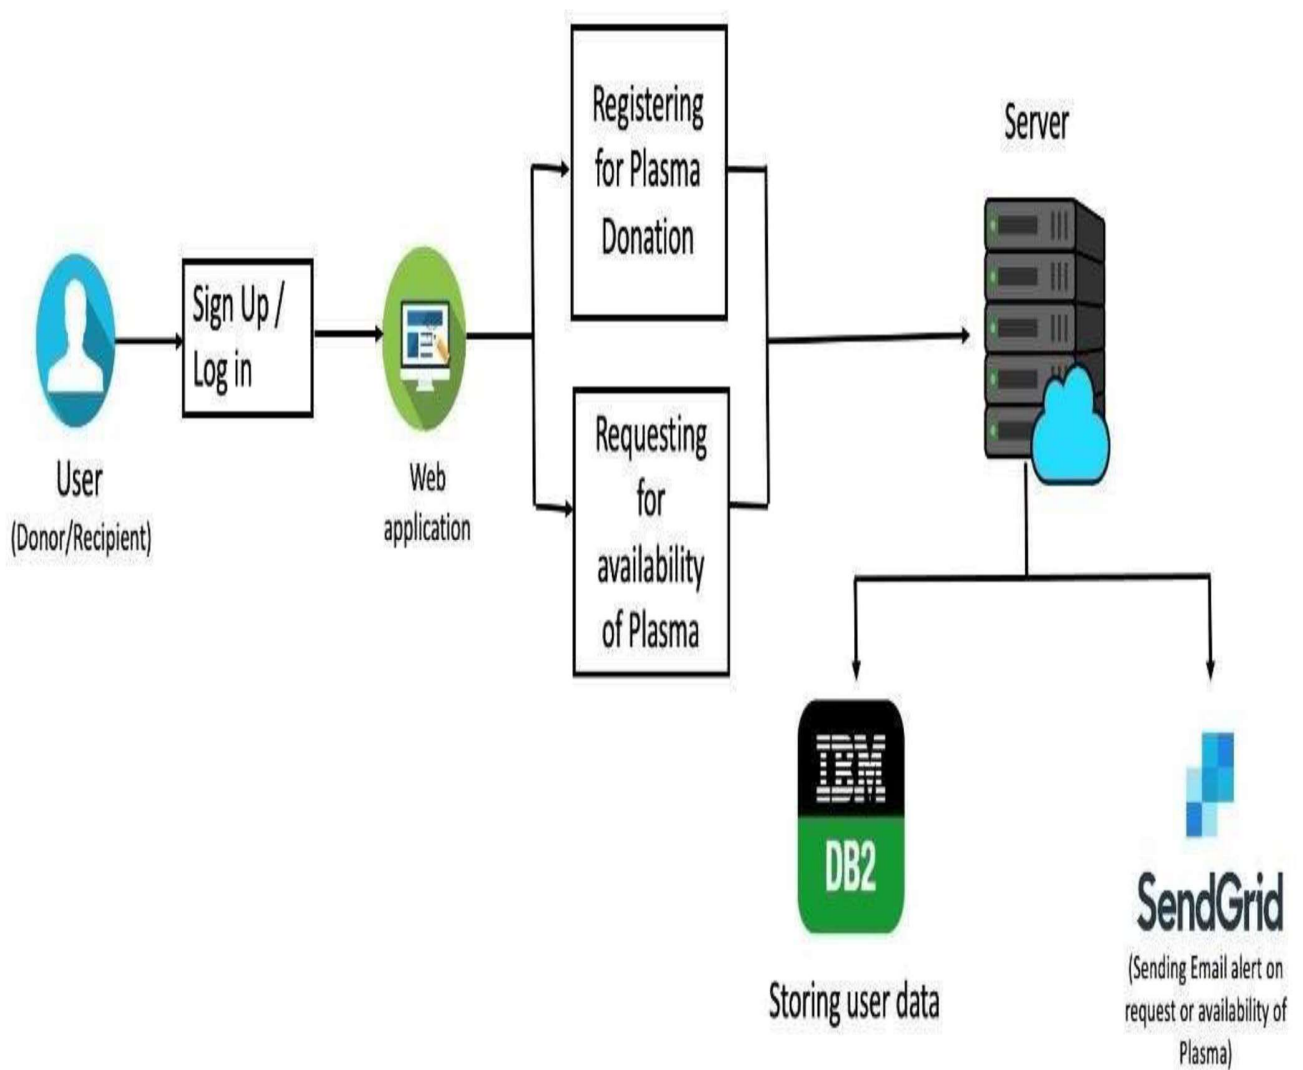 Registering
for Plasma
Donation
Server
Sign Up /
Log in
User
(Donor/Recipient)
Web
application
Requesting
for
availability
of Plasma
IBM
DB2
Storing user data
SendGrid
(Sending Email alert on
request or availability of
Plasma)